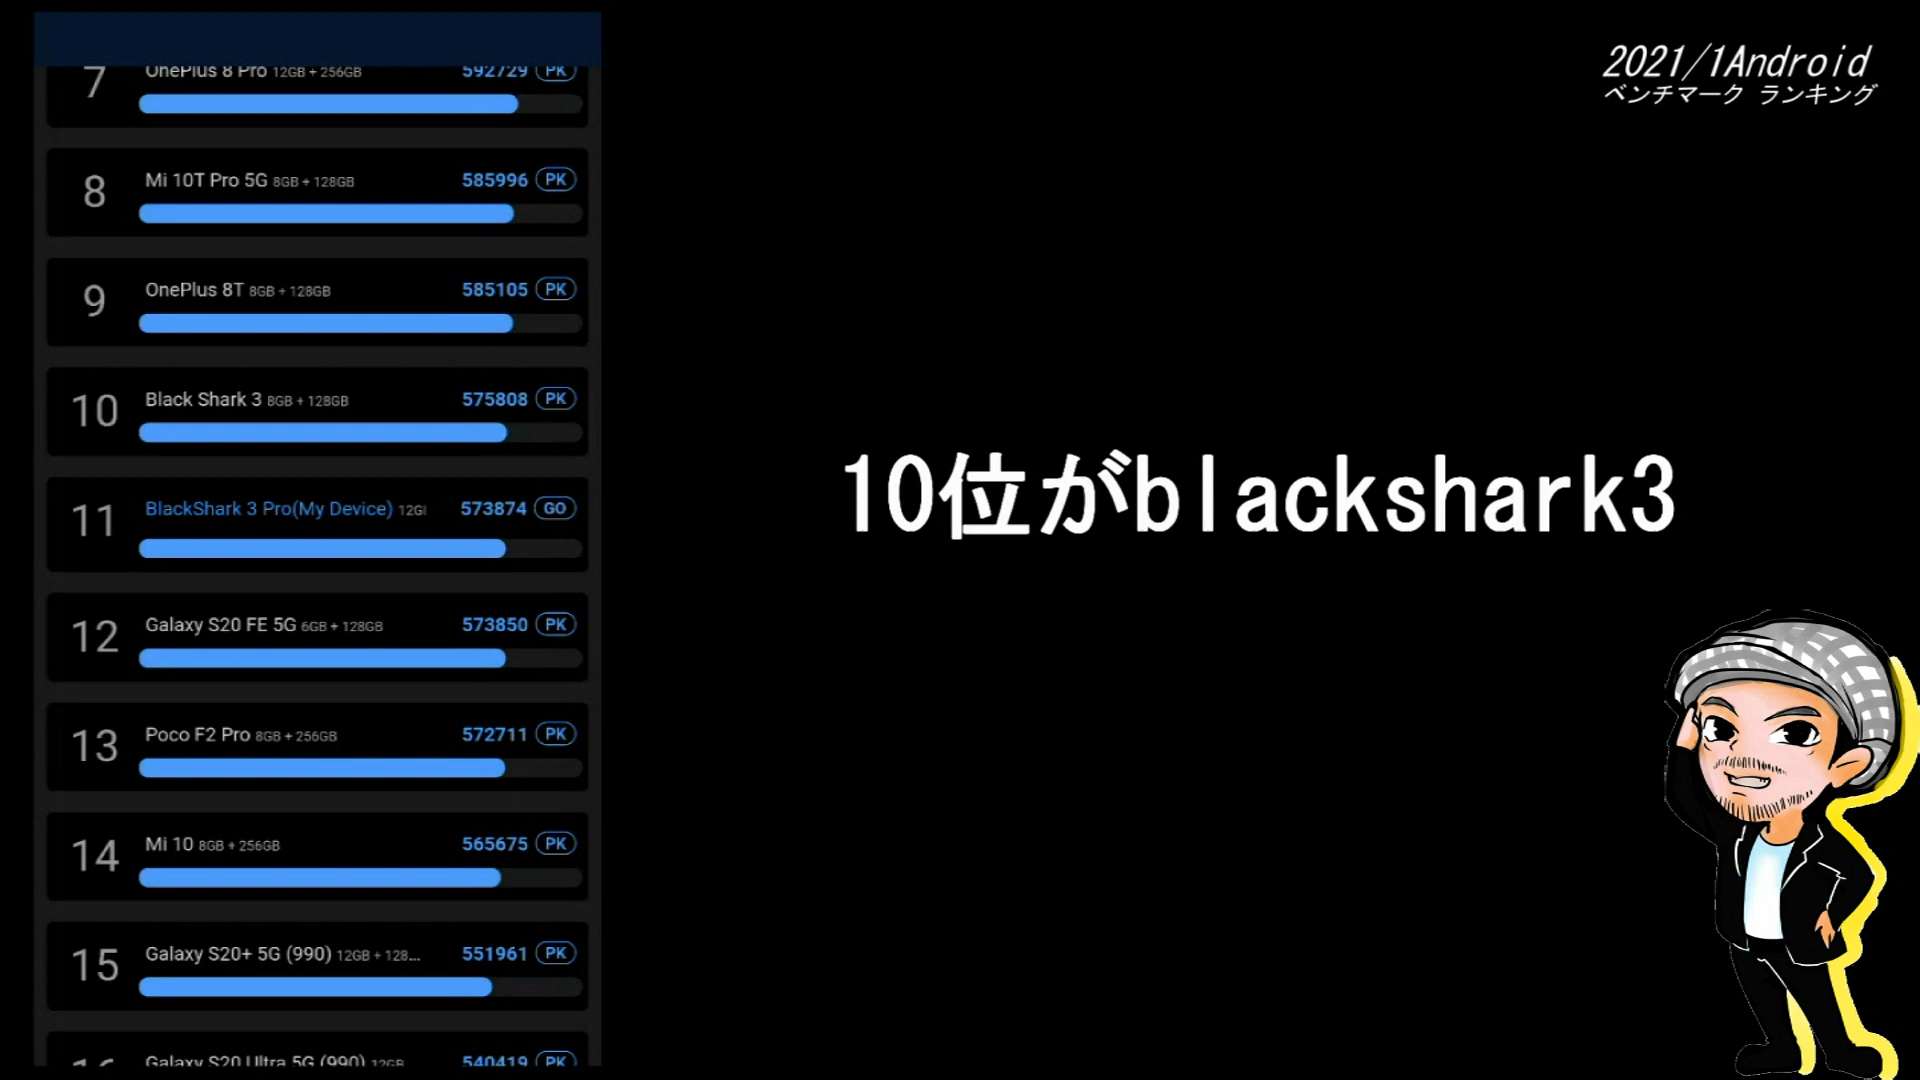 7 OnePlus 8 Pro 12GB + 256GB 592729 PK
8 Mi 10T Pro 5G 8GB + 128GB 585996 PK
9 OnePlus 8T 8GB + 128GB 585105 PK
10 Black Shark 3 8GB + 128GB 575808 PK
11 BlackShark 3 Pro(My Device) 12GI 573874 GO
12 Galaxy S20 FE 5G 6GB + 128GB 573850 PK
13 Poco F2 Pro 8GB + 256GB 572711 PK
14 Mi 10 8GB + 256GB 565675 PK
15 Galaxy S20+ 5G (990) 12GB + 128... 551961 PK
16 Galaxy S20 Ultra 5G (990) 12GB 540419 PK
2021/1Android
ベンチマーク ランキング
10位がblackshark3